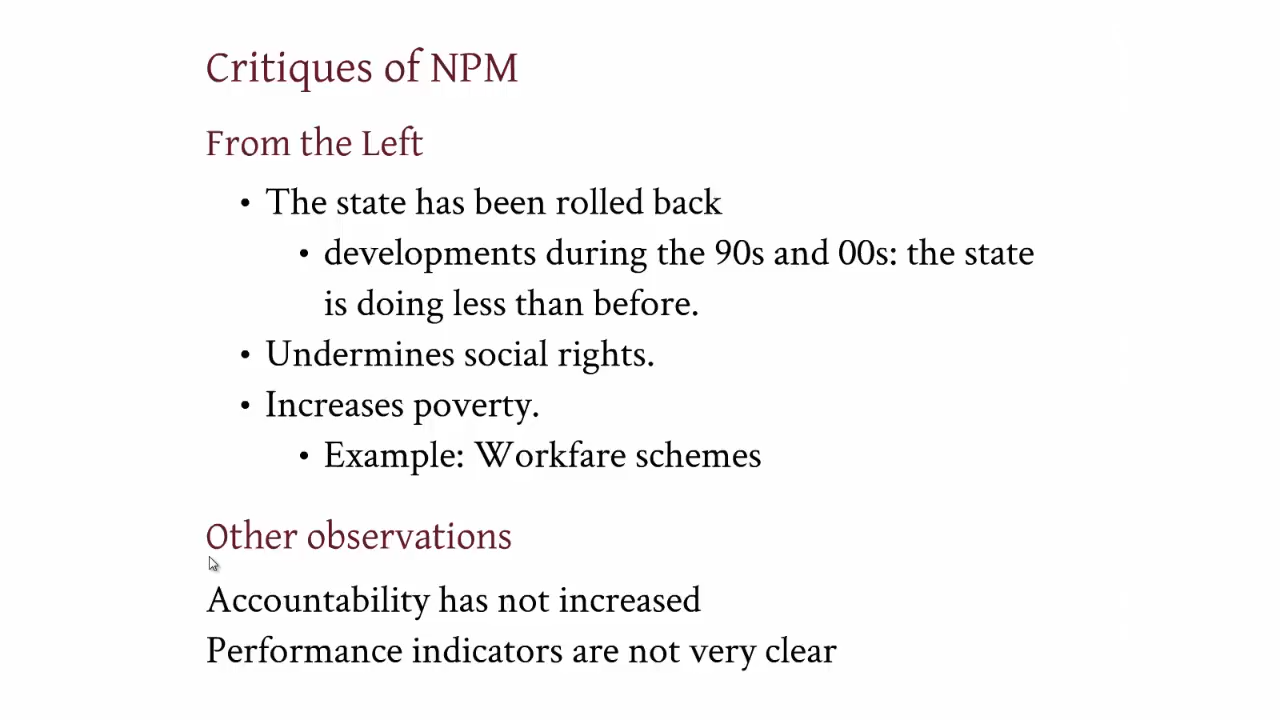 Critiques of NPM
From the Left
• The state has been rolled back
• developments during the 90s and 00s: the state
is doing less than before.
• Undermines social rights.
• Increases poverty.
• Example: Workfare schemes
Other observations
Accountability has not increased
Performance indicators are not very clear